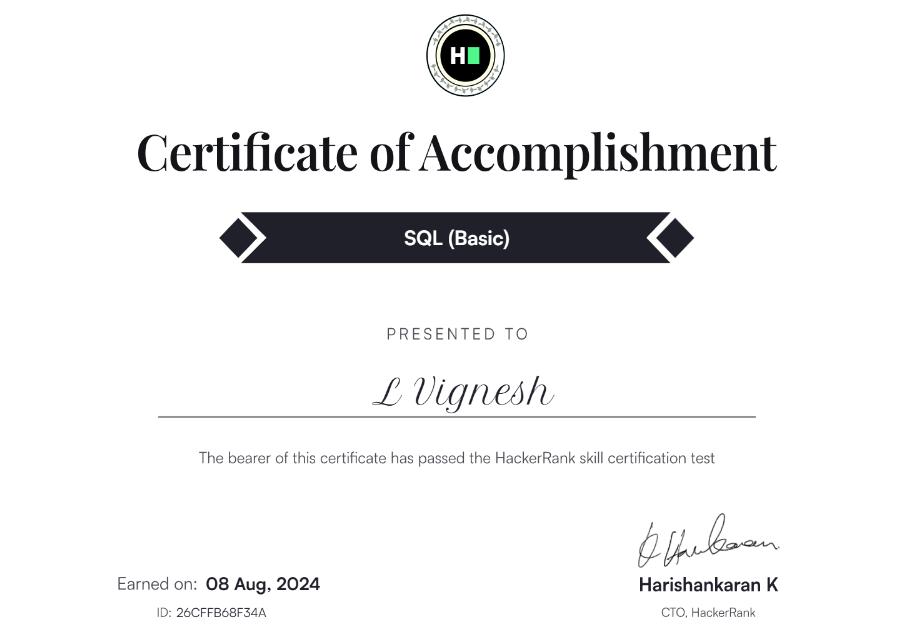 H
Certificate of Accomplishment
SQL (Basic)
PRESENTED TO
L Vignesh
The bearer of this certificate has passed the HackerRank skill certification test
Earned on: 08 Aug, 2024
ID: 26CFFB68F34A
Harishankaran K
CTO, HackerRank